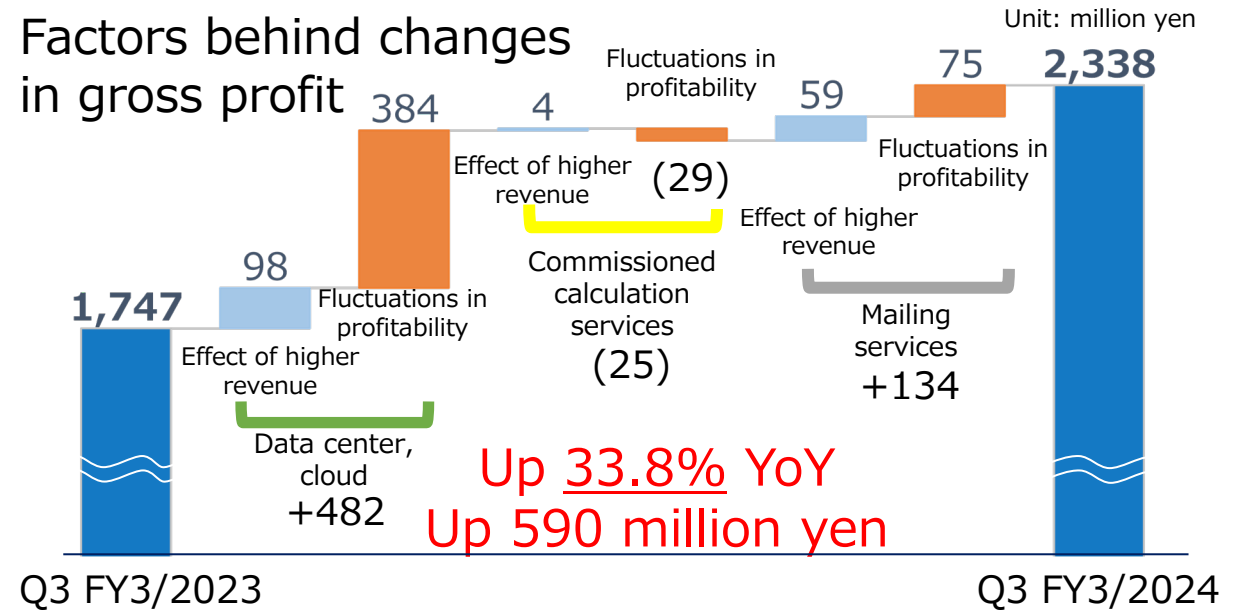 Factors behind changes
in gross profit
Unit: million yen
1,747
98
Effect of higher
revenue
384
Fluctuations in
profitability
Data center,
cloud
+482
4
Effect of higher
revenue
Fluctuations in
profitability
(29)
Commissioned
calculation
services
(25)
59
Effect of higher
revenue
75
Fluctuations in
profitability
Mailing
services
+134
2,338
Up 33.8% YoY
Up 590 million yen
Q3 FY3/2023
Q3 FY3/2024